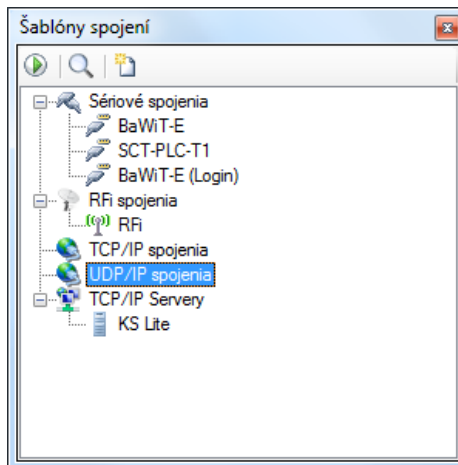 Šablóny spojení
Sériové spojenia
BaWiT-E
SCT-PLC-T1
BaWiT-E (Login)
RFi spojenia
RFi
TCP/IP spojenia
UDP/IP spojenia
TCP/IP Servery
KS Lite